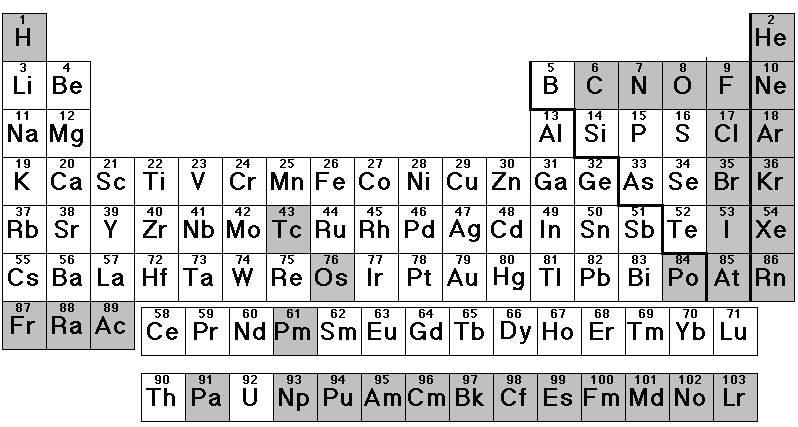 1 2
H He
3 4 5 6 7 8 9 10
Li Be B C N O F Ne
11 12 13 14 15 16 17 18
Na Mg Al Si P S Cl Ar
19 20 21 22 23 24 25 26 27 28 29 30 31 32 33 34 35 36
K Ca Sc Ti V Cr Mn Fe Co Ni Cu Zn Ga Ge As Se Br Kr
37 38 39 40 41 42 43 44 45 46 47 48 49 50 51 52 53 54
Rb Sr Y Zr Nb Mo Tc Ru Rh Pd Ag Cd In Sn Sb Te I Xe
55 56 57 72 73 74 75 76 77 78 79 80 81 82 83 84 85 86
Cs Ba La Hf Ta W Re Os Ir Pt Au Hg Tl Pb Bi Po At Rn
87 88 89
Fr Ra Ac
58 59 60 61 62 63 64 65 66 67 68 69 70 71
Ce Pr Nd Pm Sm Eu Gd Tb Dy Ho Er Tm Yb Lu
90 91 92 93 94 95 96 97 98 99 100 101 102 103
Th Pa U Np Pu Am Cm Bk Cf Es Fm Md No Lr